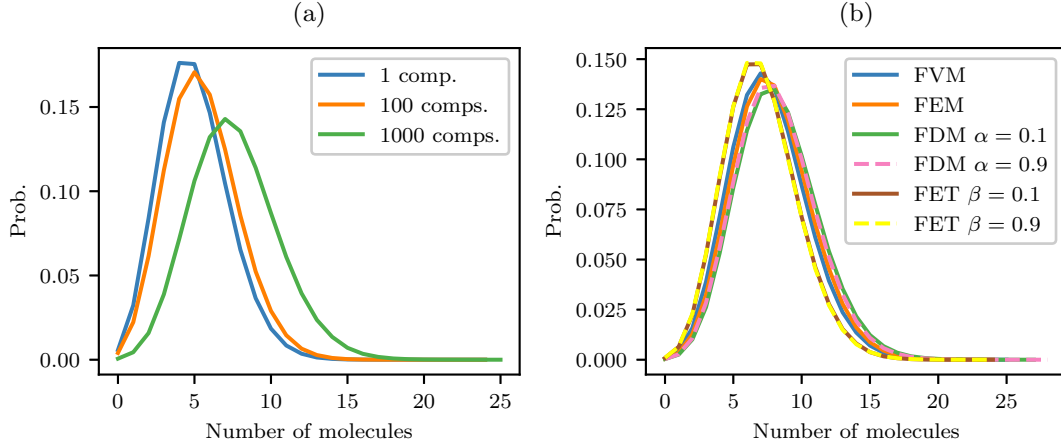 (a)
Prob.
0.15
0.10
0.05
0.00
0 5 10 15 20 25
Number of molecules
1 comp.
100 comps.
1000 comps.
(b)
Prob.
0.150
0.125
0.100
0.075
0.050
0.025
0.000
0 5 10 15 20 25
Number of molecules
FVM
FEM
FDM α = 0.1
FDM α = 0.9
FET β = 0.1
FET β = 0.9